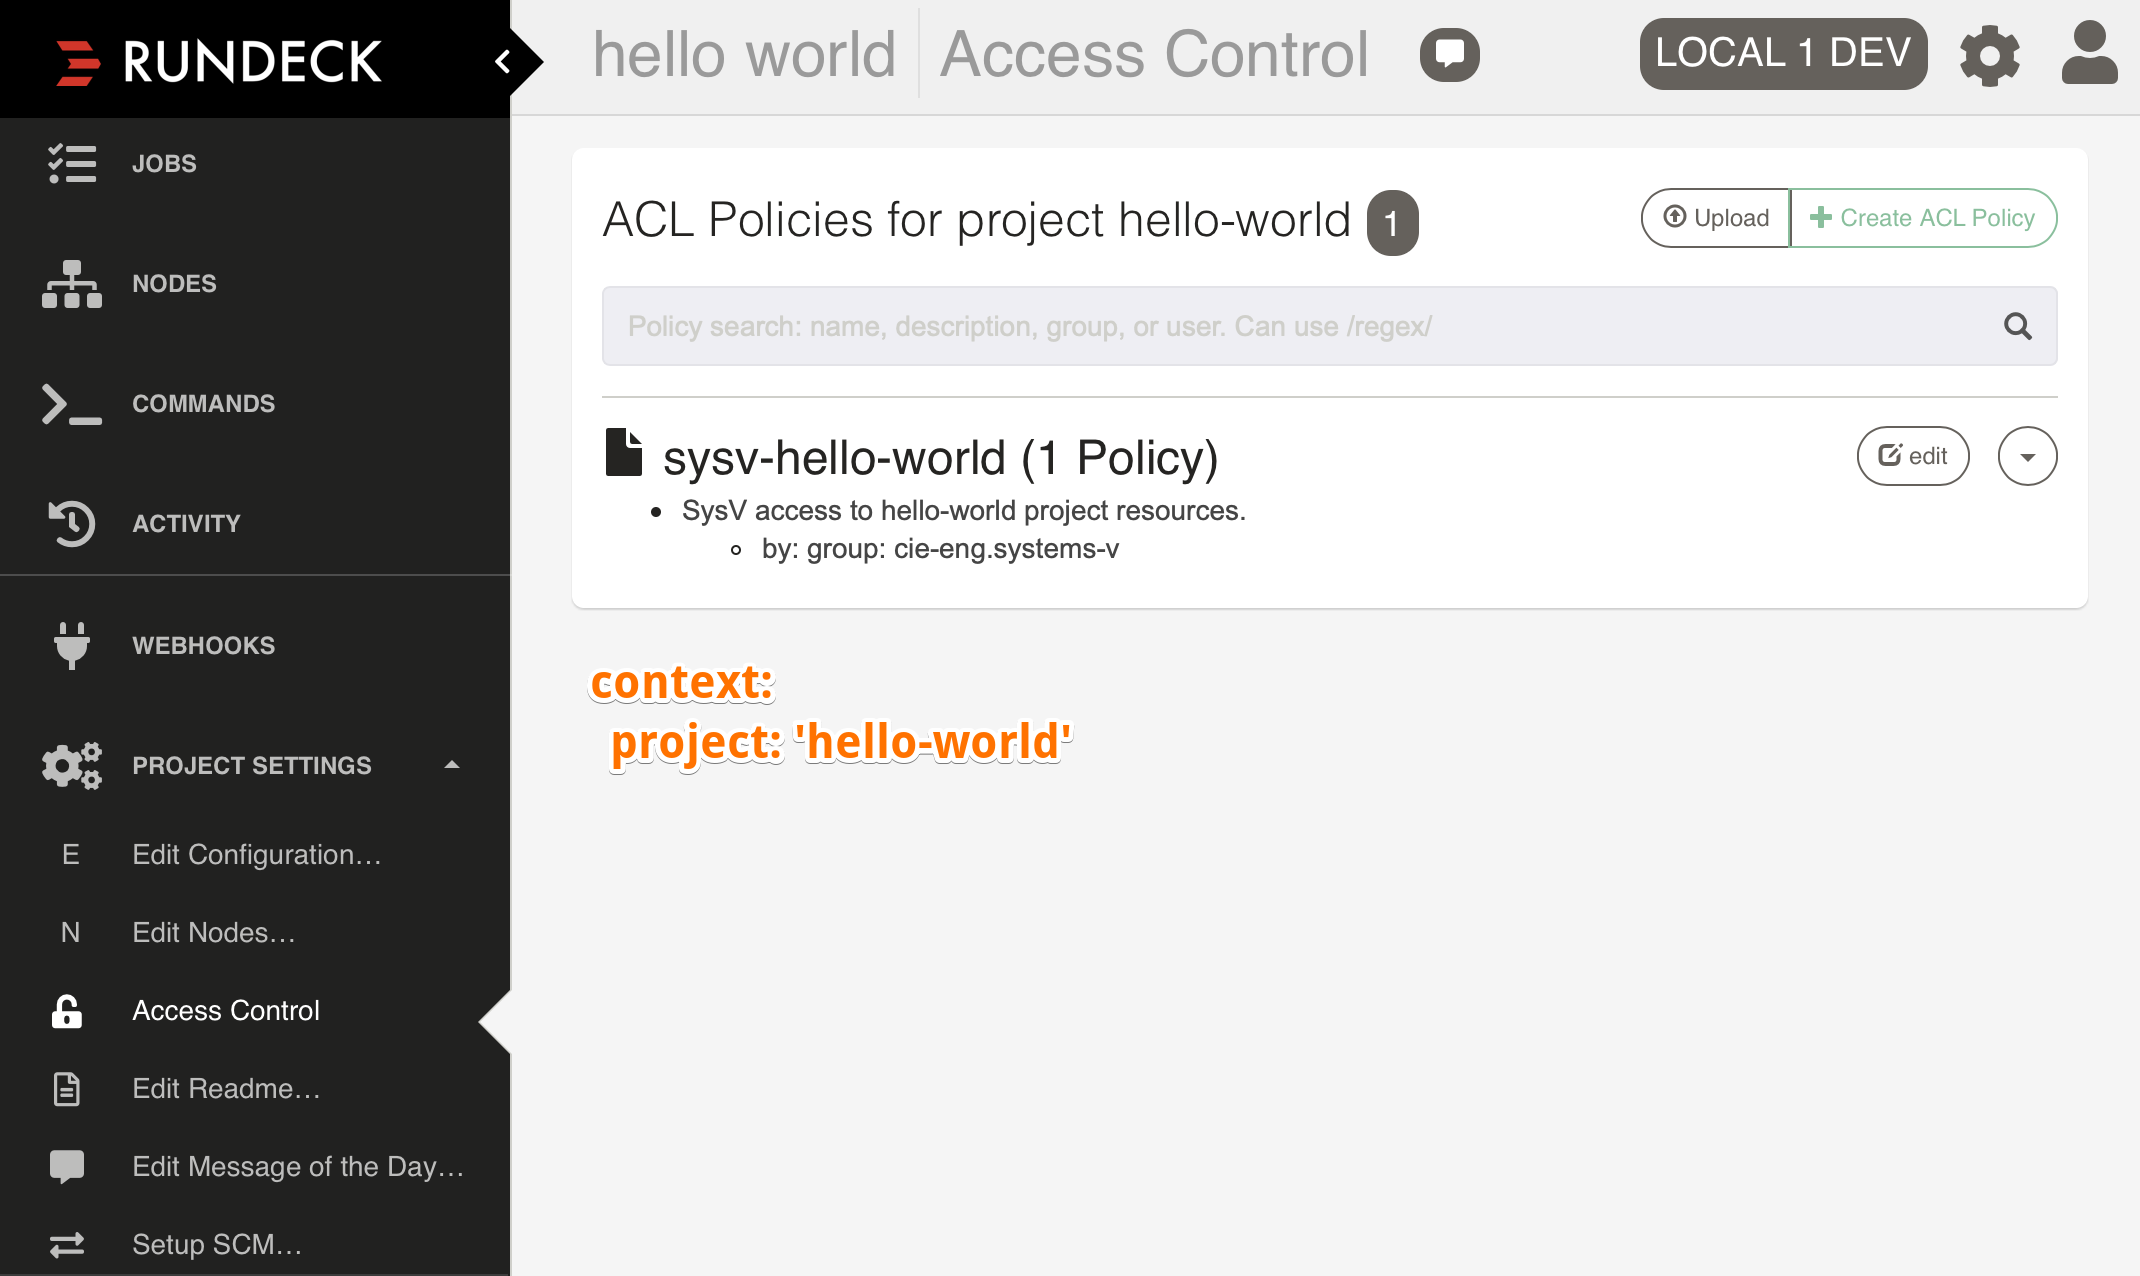 RUNDECK
hello world
Access Control
LOCAL 1 DEV
JOBS
NODES
COMMANDS
ACTIVITY
WEBHOOKS
PROJECT SETTINGS
E Edit Configuration…
N Edit Nodes…
Access Control
Edit Readme…
Edit Message of the Day…
Setup SCM…
ACL Policies for project hello-world 1
Upload
Create ACL Policy
Policy search: name, description, group, or user. Can use /regex/
sysv-hello-world (1 Policy)
edit
SysV access to hello-world project resources.
by: group: cie-eng.systems-v
context:
project: 'hello-world'